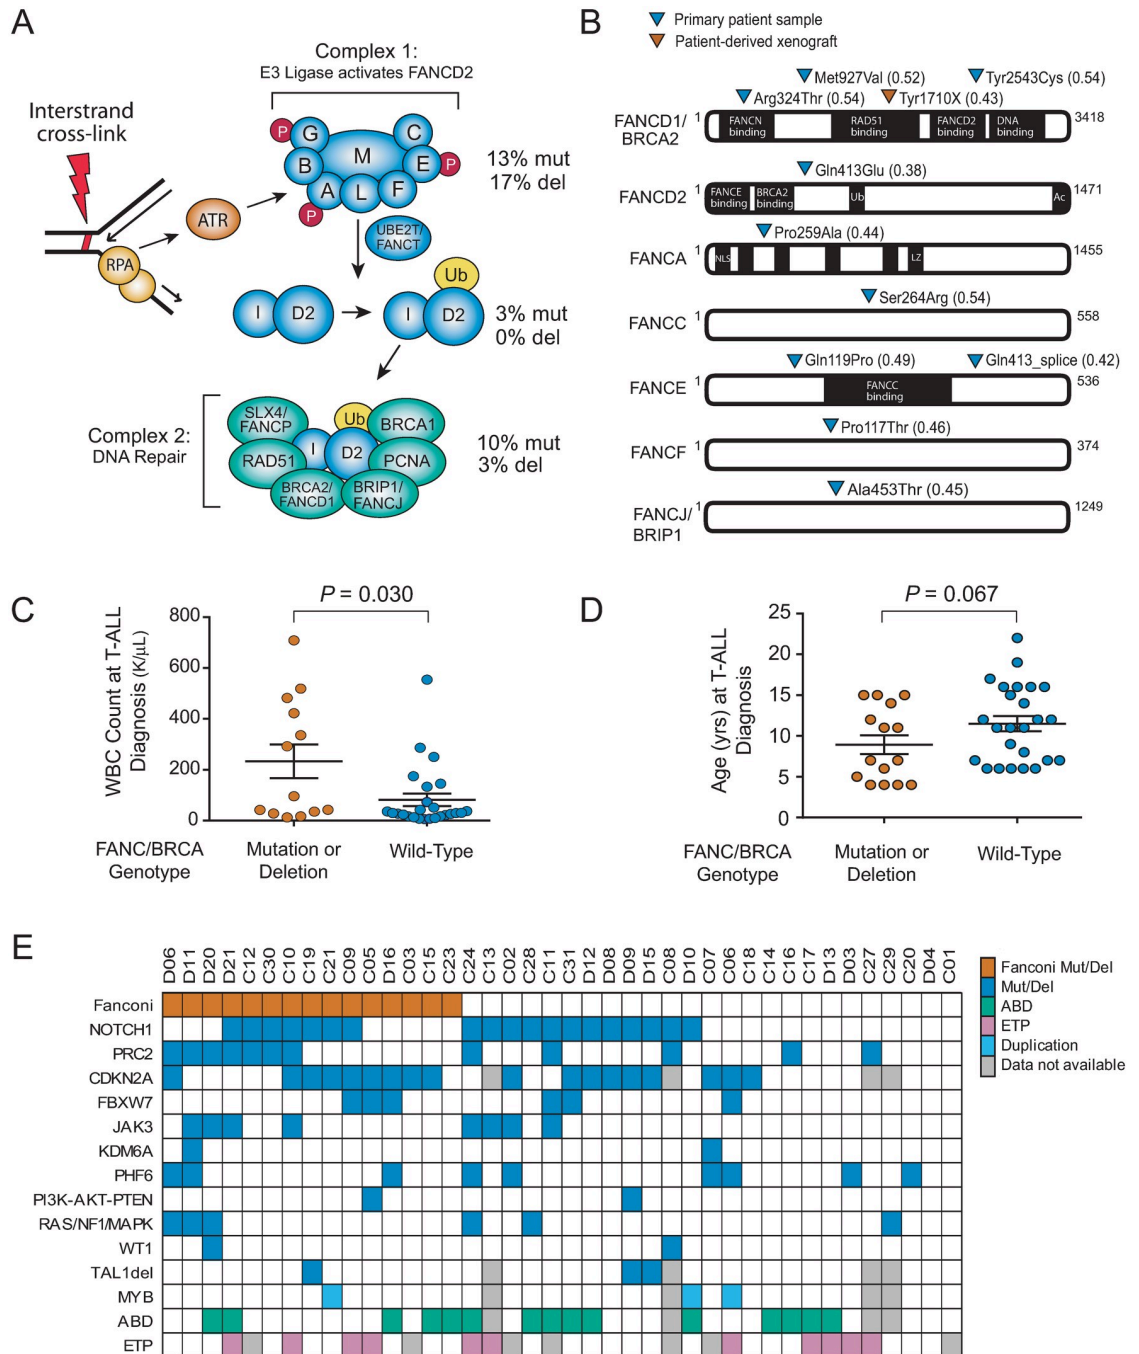 A
Complex 1:
E3 Ligase activates FANCD2
Interstrand
cross-link
P
G
C
B
M
E
P
A
L
F
P
13% mut
17% del
ATR
RPA
UBE2T/
FANCT
Ub
I
D2
I
D2
3% mut
0% del
Complex 2:
DNA Repair
SLX4/
FANCP
Ub
BRCA1
I
D2
RAD51
PCNA
BRCA2/
FANCD1
BRIP1/
FANCJ
10% mut
3% del
B
Primary patient sample
Patient-derived xenograft
Met927Val (0.52)
Tyr2543Cys (0.54)
Arg324Thr (0.54)
Tyr1710X (0.43)
FANCD1/
BRCA2
1
FANCN
binding
RAD51
binding
FANCD2
binding
DNA
binding
3418
Gln413Glu (0.38)
FANCD2
1
FANCE
binding
BRCA2
binding
Ub
Ac
1471
Pro259Ala (0.44)
FANCA
1
NLS
LZ
1455
Ser264Arg (0.54)
FANCC
1
558
Gln119Pro (0.49)
Gln413_splice (0.42)
FANCE
1
FANCC
binding
536
Pro117Thr (0.46)
FANCF
1
374
Ala453Thr (0.45)
FANCJ/
BRIP1
1
1249
C
P = 0.030
WBC Count at T-ALL
Diagnosis (K/µL)
800
600
400
200
0
FANC/BRCA
Genotype
Mutation or
Deletion
Wild-Type
D
P = 0.067
Age (yrs) at T-ALL
Diagnosis
25
20
15
10
5
0
FANC/BRCA
Genotype
Mutation or
Deletion
Wild-Type
E
D06 D11 D20 D21 C12 C30 C10 C19 C21 C09 C05 D16 C03 C15 C23 C24 C13 C02 C28 C11 C31 D12 D08 D09 D15 C08 D10 C07 C06 C18 C14 C16 C17 D13 D03 C27 C29 C20 D04 C01
Fanconi
NOTCH1
PRC2
CDKN2A
FBXW7
JAK3
KDM6A
PHF6
PI3K-AKT-PTEN
RAS/NF1/MAPK
WT1
TAL1del
MYB
ABD
ETP
Fanconi Mut/Del
Mut/Del
ABD
ETP
Duplication
Data not available